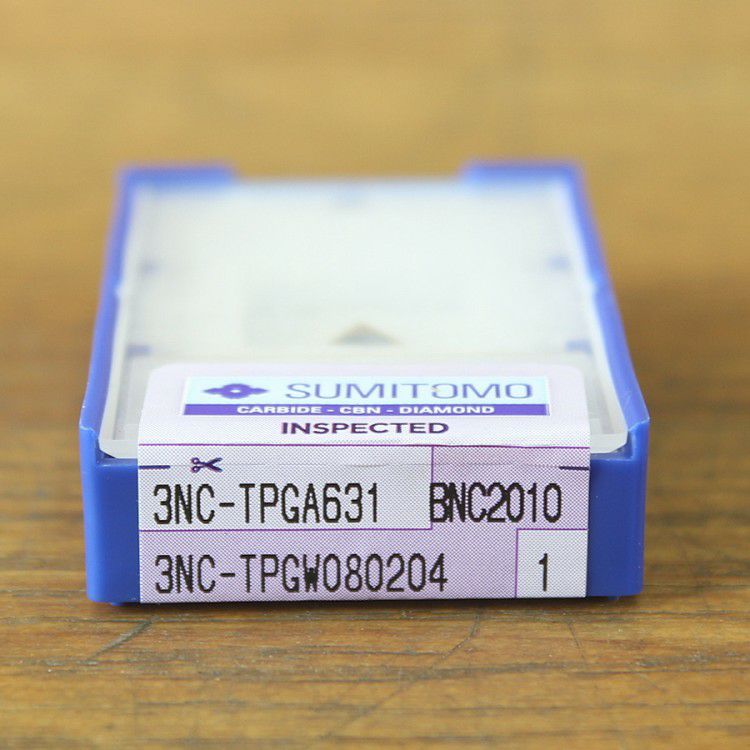 SUMITOMO
CARBIDE - CBN - DIAMOND
INSPECTED
3NC-TPGA631 BNC2010
3NC-TPGW080204 1